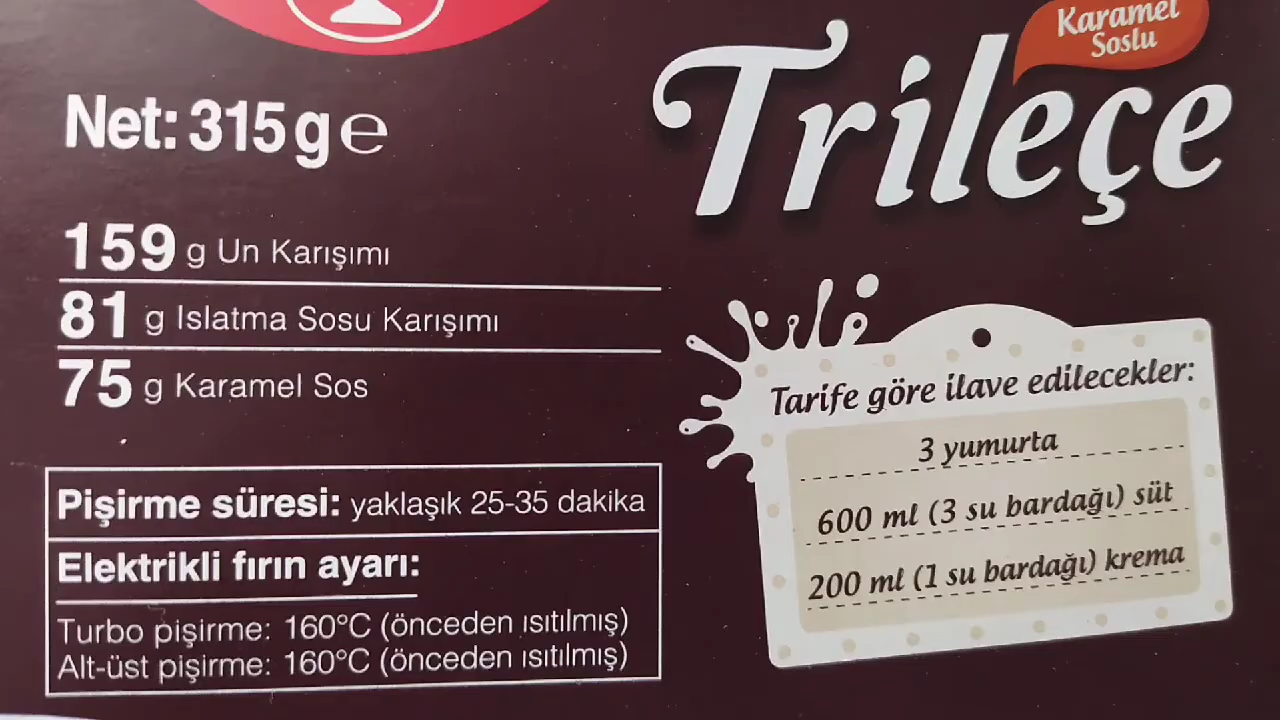 Karamel
Soslu
Trileçe
Net: 315 g ℮
159 g Un Karışımı
81 g Islatma Sosu Karışımı
75 g Karamel Sos
Pişirme süresi: yaklaşık 25-35 dakika
Elektrikli fırın ayarı:
Turbo pişirme: 160°C (önceden ısıtılmış)
Alt-üst pişirme: 160°C (önceden ısıtılmış)
Tarife göre ilave edilecekler:
3 yumurta
600 ml (3 su bardağı) süt
200 ml (1 su bardağı) krema